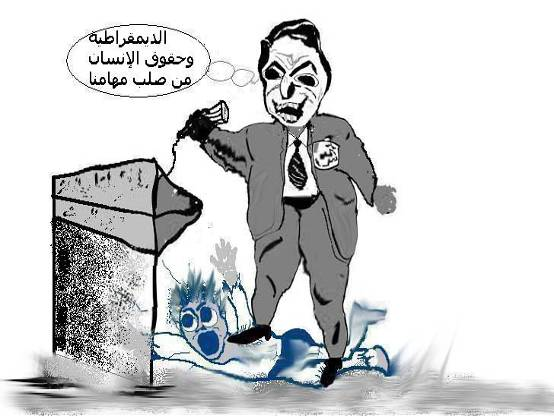 الديمقراطية
وحقوق الإنسان
من صلب مهامنا